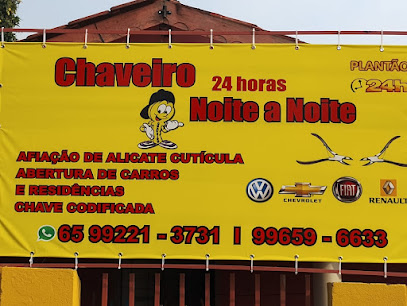 Chaveiro
24 horas
Noite a Noite
PLANTÃO
24h
AFIAÇÃO DE ALICATE CUTÍCULA
ABERTURA DE CARROS
E RESIDÊNCIAS
CHAVE CODIFICADA
CHEVROLET
FIAT
RENAULT
65 99221 - 3731 I 99659 - 6633